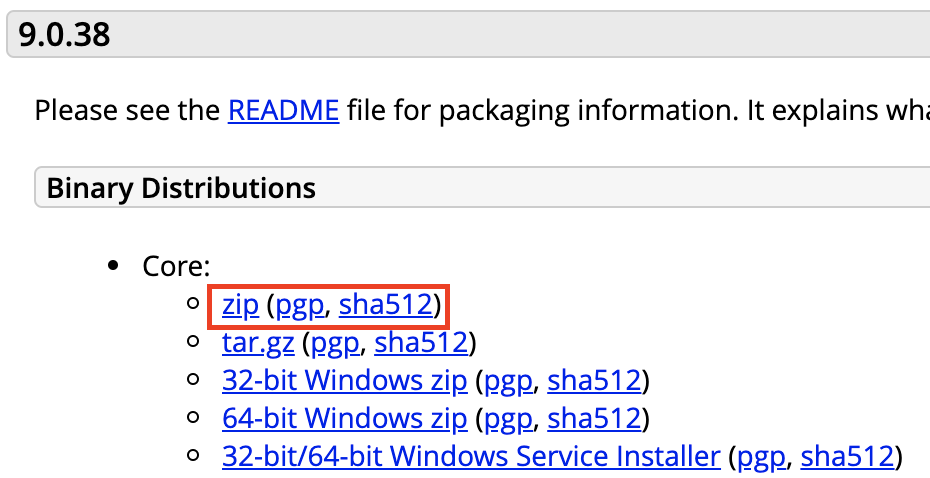 9.0.38
Please see the README file for packaging information. It explains
Binary Distributions
Core:
zip (pgp, sha512)
tar.gz (pgp, sha512)
32-bit Windows zip (pgp, sha512)
64-bit Windows zip (pgp, sha512)
32-bit/64-bit Windows Service Installer (pgp, sha512)